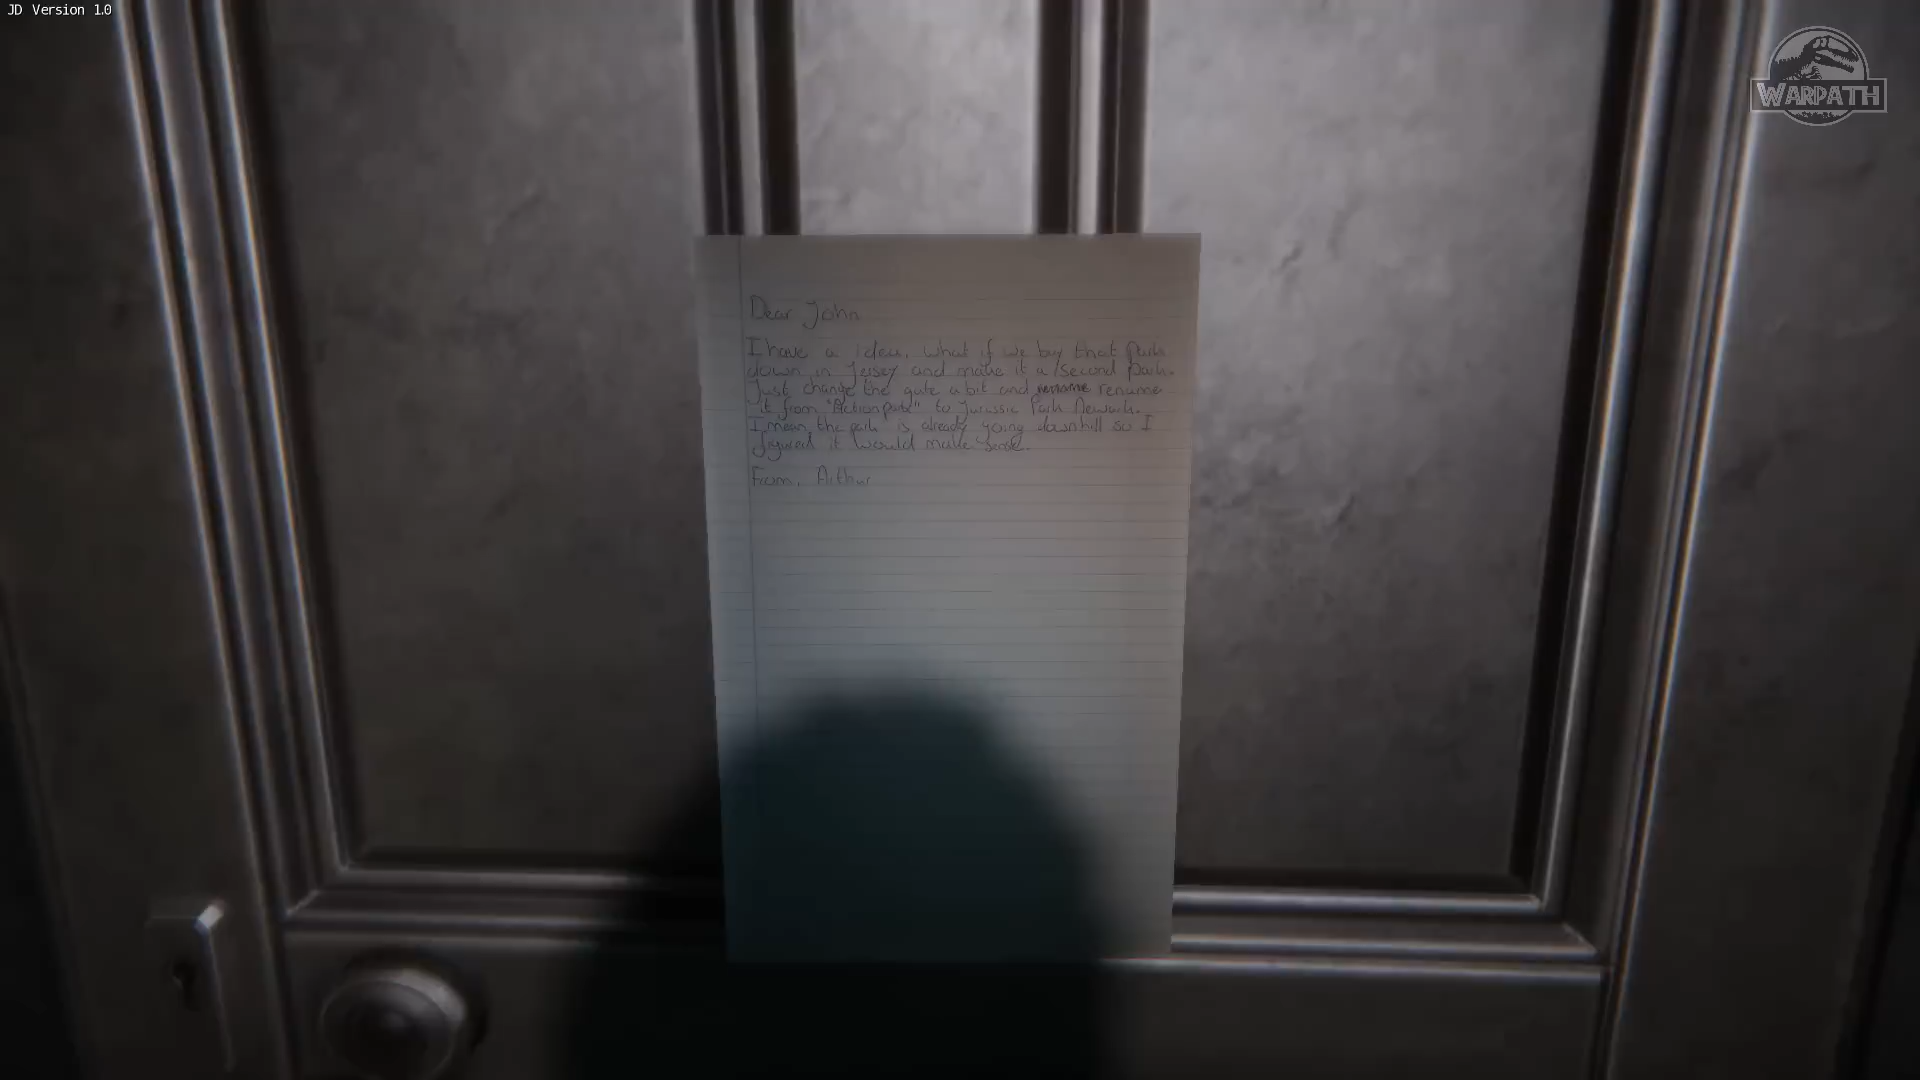 JD Version 1.0
WARPATH
Dear John
I have a idea, what if we buy that park
down in Jersey and make it a second park.
Just change the gate a bit and rename
it from "Action park" to Jurassic Park Newark.
I mean the park is already going downhill so I
figured it would make sense.
From, Arthur